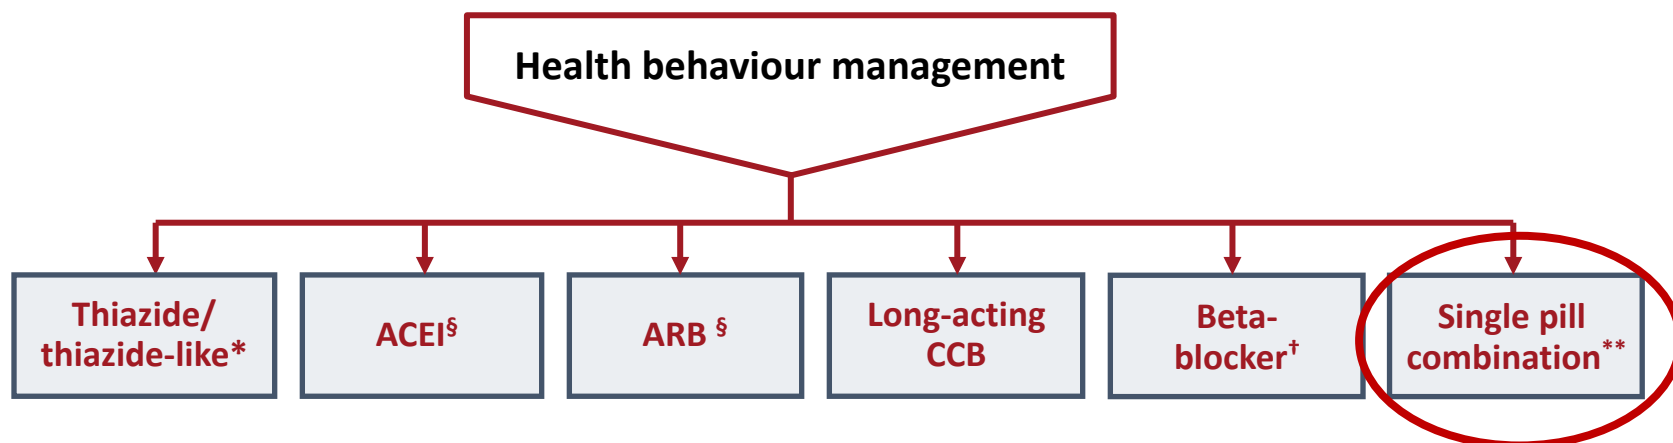 Health behaviour management
Thiazide/
thiazide-like*
ACEI§
ARB §
Long-acting
CCB
Beta-
blocker†
Single pill
combination**